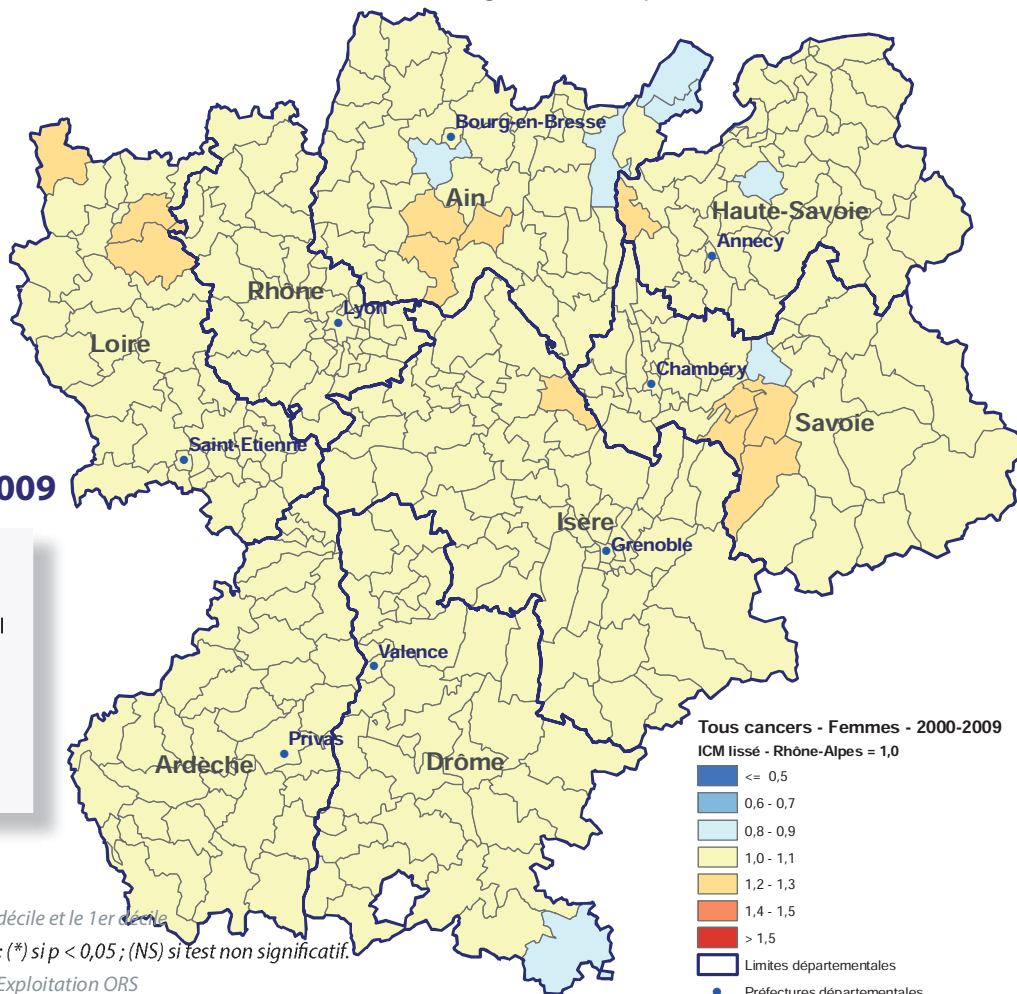 Bourg-en-Bresse
Ain
Haute-Savoie
Annecy
Rhône
Lyon
Loire
Chambéry
Savoie
Saint-Etienne
009
Isère
Grenoble
l
Valence
Privas
Ardèche
Drôme
Tous cancers - Femmes - 2000-2009
ICM lissé - Rhône-Alpes = 1,0
<= 0,5
0,6 - 0,7
0,8 - 0,9
1,0 - 1,1
1,2 - 1,3
1,4 - 1,5
> 1,5
Limites départementales
Préfectures départementales
décile et le 1er décile
: (*) si p < 0,05 ; (NS) si test non significatif.
Exploitation ORS